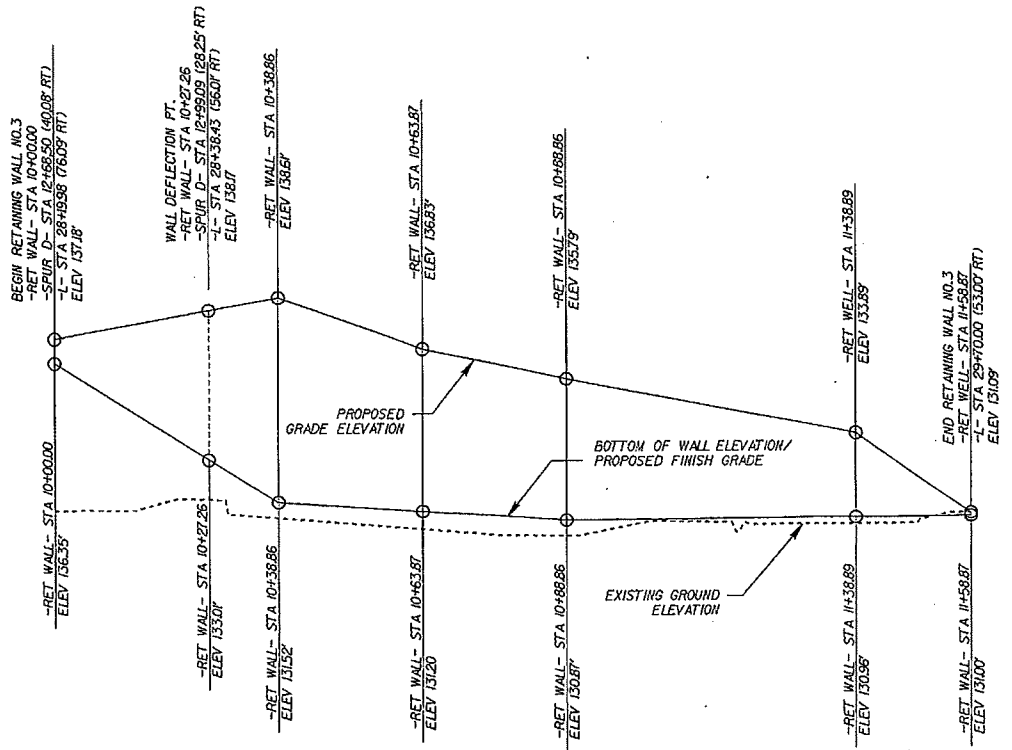 BEGIN RETAINING WALL NO.3
-RET WALL- STA 10+00.00
-SPUR D- STA 12+68.50 (40.08' RT)
-L- STA 28+19.98 (76.09' RT)
ELEV 137.18'
WALL DEFLECTION PT.
-RET WALL- STA 10+27.26
-SPUR D- STA 12+99.09 (28.25' RT)
-L- STA 28+38.43 (56.01' RT)
ELEV 138.17
-RET WALL- STA 10+38.86
ELEV 138.61'
-RET WALL- STA 10+63.87
ELEV 136.83'
-RET WALL- STA 10+88.86
ELEV 135.79'
-RET WELL- STA 11+38.89
ELEV 133.89'
END RETAINING WALL NO.3
-RET WELL- STA 11+58.87
-L- STA 29+70.00 (53.00' RT)
ELEV 131.09'
PROPOSED
GRADE ELEVATION
BOTTOM OF WALL ELEVATION/
PROPOSED FINISH GRADE
EXISTING GROUND
ELEVATION
-RET WALL- STA 10+00.00
ELEV 136.35'
-RET WALL- STA 10+27.26
ELEV 133.01'
-RET WALL- STA 10+38.86
ELEV 131.52'
-RET WALL- STA 10+63.87
ELEV 131.20
-RET WALL- STA 10+88.86
ELEV 130.87'
-RET WALL- STA 11+38.89
ELEV 130.96'
-RET WALL- STA 11+58.87
ELEV 131.00'